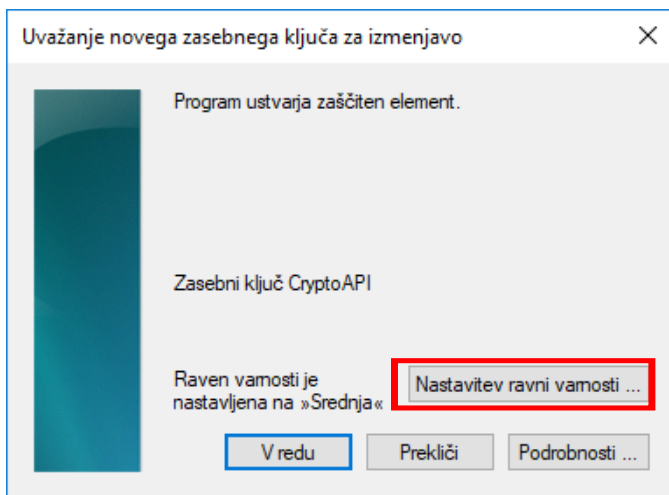 Uvažanje novega zasebnega ključa za izmenjavo
Program ustvarja zaščiten element.
Zasebni ključ CryptoAPI
Raven varnosti je
nastavljena na »Srednja«
Nastavitev ravni varnosti ...
V redu
Prekliči
Podrobnosti ...